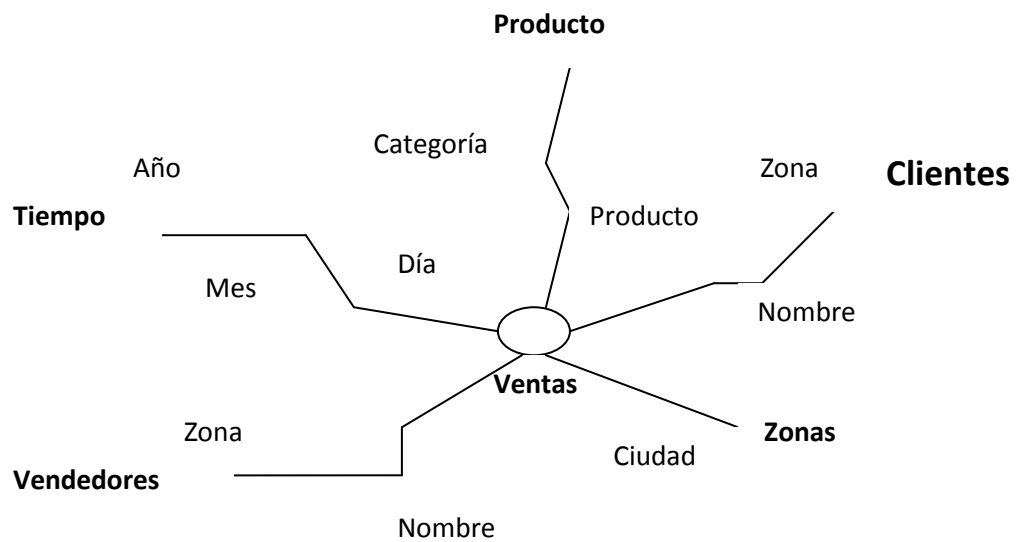 Producto
Categoría
Año
Zona
Clientes
Tiempo
Producto
Día
Mes
Nombre
Ventas
Zona
Zonas
Ciudad
Vendedores
Nombre